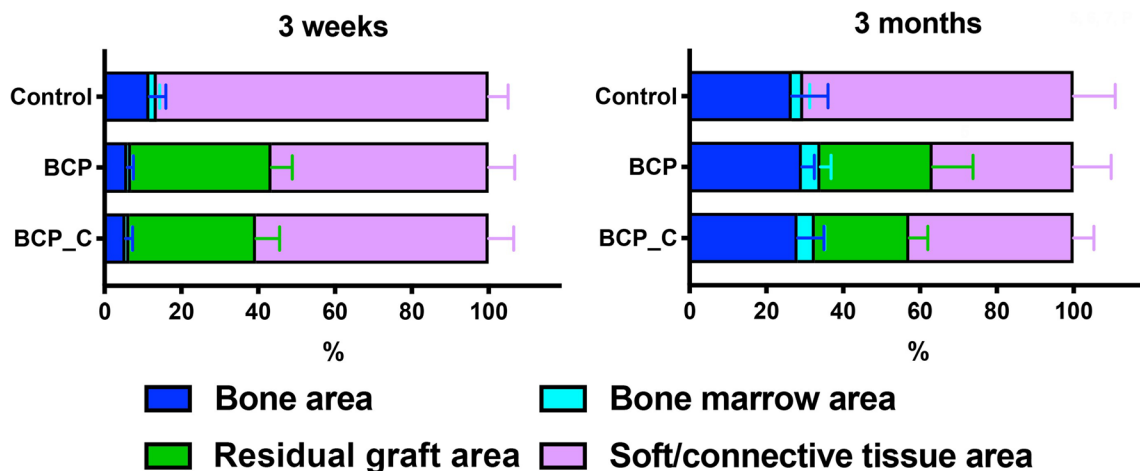 3 weeks
Control
BCP
BCP_C
0 20 40 60 80 100
%
3 months
Control
BCP
BCP_C
0 20 40 60 80 100
%
Bone area
Bone marrow area
Residual graft area
Soft/connective tissue area